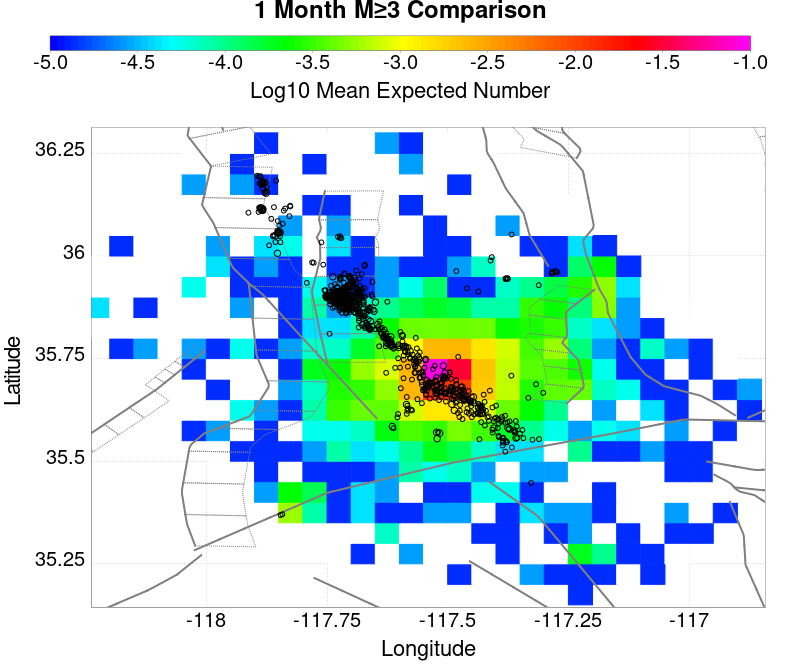 1 Month M≥3 Comparison
-5.0 -4.5 -4.0 -3.5 -3.0 -2.5 -2.0 -1.5 -1.0
Log10 Mean Expected Number
36.25
36
35.75
35.5
35.25
Latitude
-118 -117.75 -117.5 -117.25 -117
Longitude